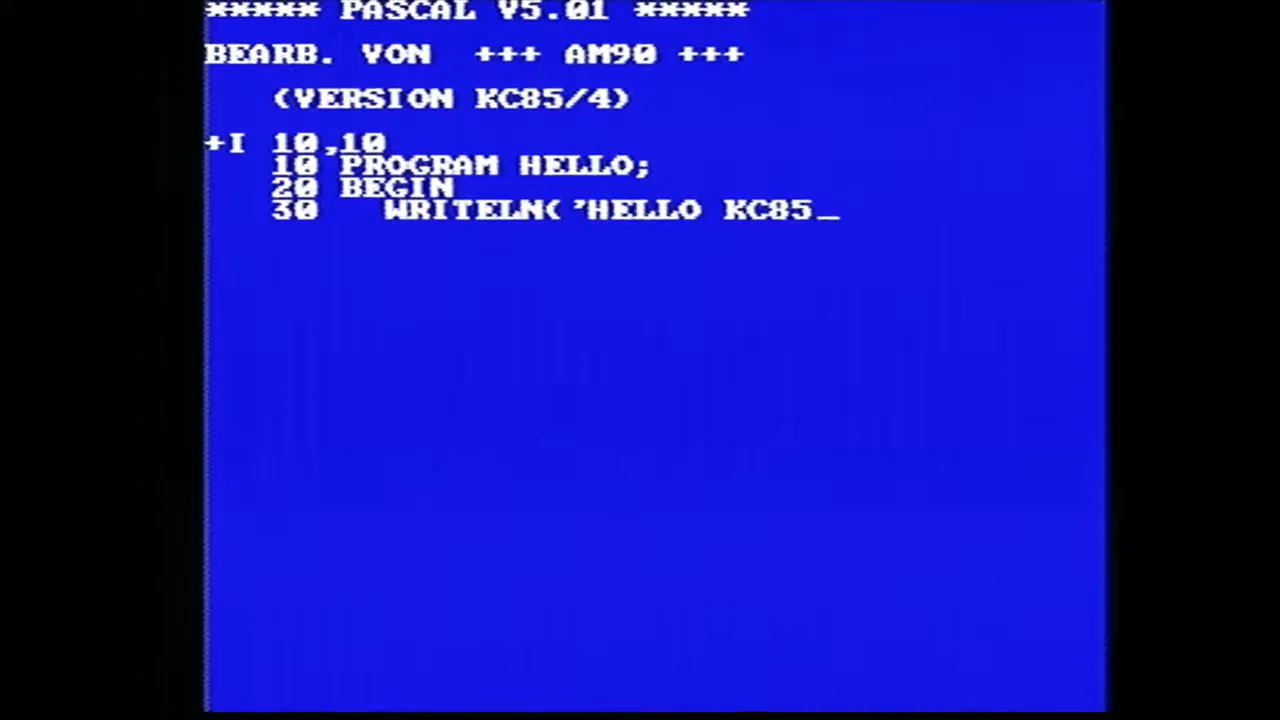 ***** PASCAL V5.01 *****
BEARB. VON  +++ AM90 +++
(VERSION KC85/4)
+I 10,10
10 PROGRAM HELLO;
20 BEGIN
30   WRITELN('HELLO KC85_